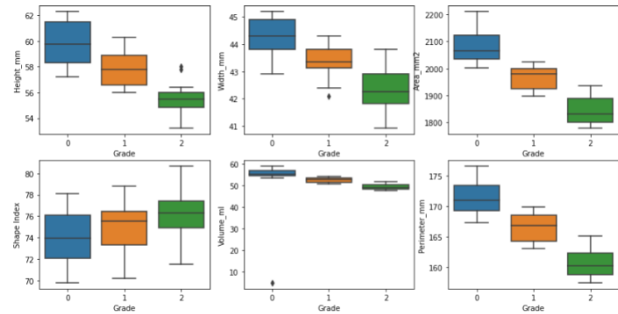 Height_mm
62
60
58
56
54
0 1 2
Grade
Width_mm
45
44
43
42
41
0 1 2
Grade
Area_mm2
2200
2100
2000
1900
1800
0 1 2
Grade
Shape Index
80
78
76
74
72
70
0 1 2
Grade
Volume_ml
60
50
40
30
20
10
0 1 2
Grade
Perimeter_mm
175
170
165
160
0 1 2
Grade